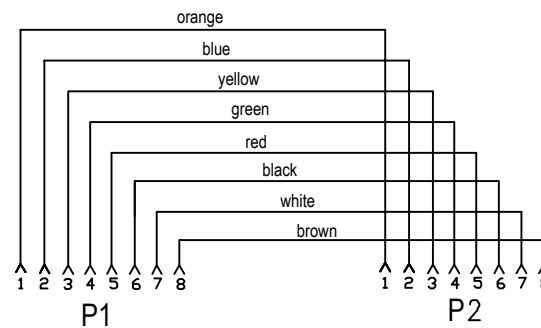 orange
blue
yellow
green
red
black
white
brown
1 2 3 4 5 6 7 8 1 2 3 4 5 6 7
P1 P2